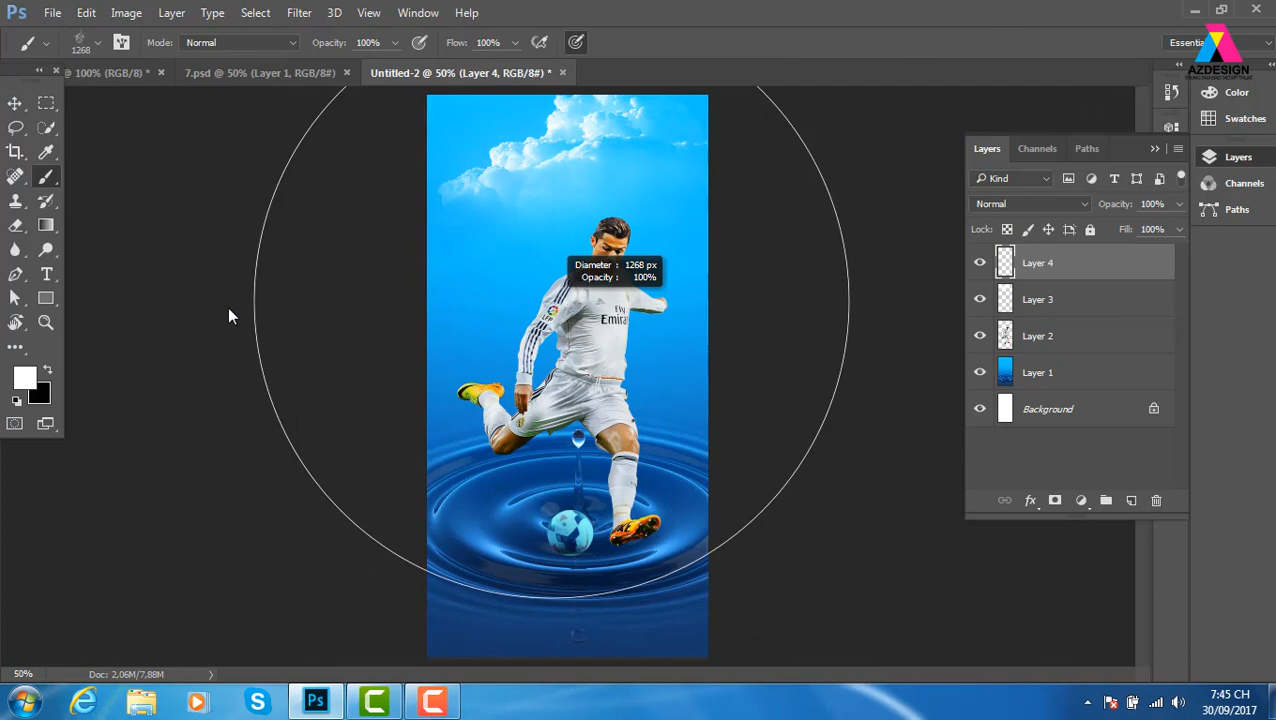 Ps File Edit Image Layer Type Select Filter 3D View Window Help
1268 Mode: Normal Opacity: 100% Flow: 100% Essenti
@ 100% (RGB/8) * × 7.psd @ 50% (Layer 1, RGB/8#) × Untitled-2 @ 50% (Layer 4, RGB/8#) * ×
AZDESIGN
Color
Swatches
Layers
Channels
Paths
Layers Channels Paths
Kind
Normal Opacity: 100%
Lock: Fill: 100%
Layer 4
Layer 3
Layer 2
Layer 1
Background
fx
Diameter : 1268 px
Opacity : 100%
Fly
Emira
50% Doc: 2,06M/7,88M
Ps
7:45 CH
30/09/2017